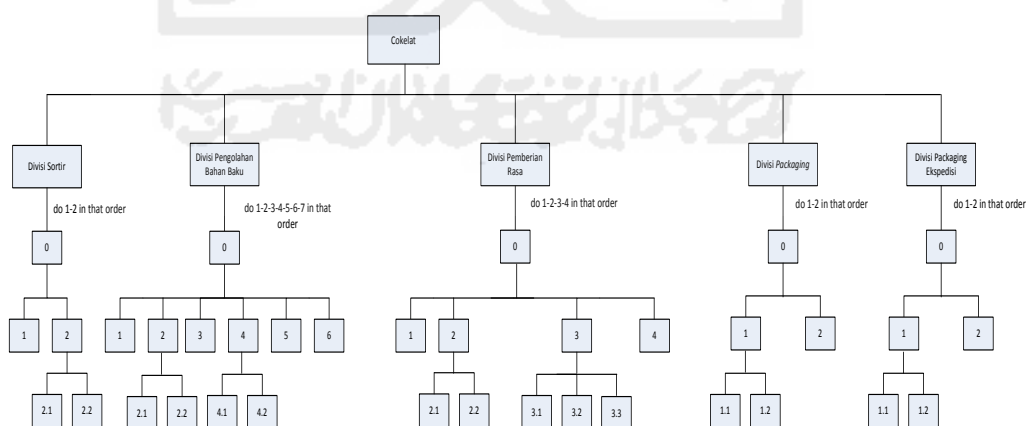 Cokelat
Divisi Sortir
Divisi Pengolahan
Bahan Baku
Divisi Pemberian
Rasa
Divisi Packaging
Divisi Packaging
Ekspedisi
do 1-2 in that order
do 1-2-3-4-5-6-7 in that
order
do 1-2-3-4 in that order
do 1-2 in that order
do 1-2 in that order
0
0
0
0
0
1
2
1
2
3
4
5
6
1
2
3
4
1
2
1
2
2.1
2.2
2.1
2.2
4.1
4.2
2.1
2.2
3.1
3.2
3.3
1.1
1.2
1.1
1.2